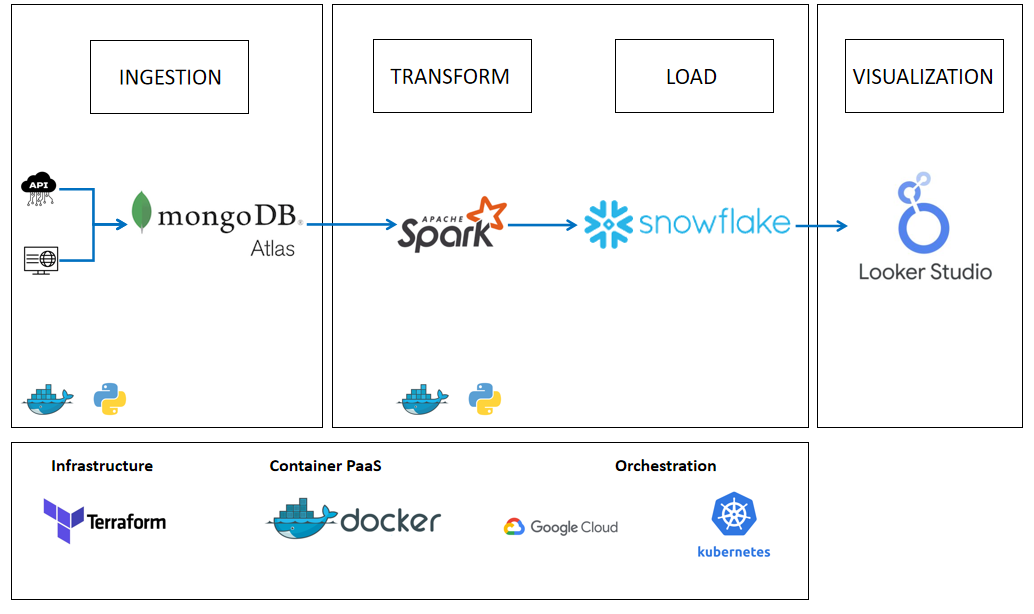 INGESTION
TRANSFORM
LOAD
VISUALIZATION
API
mongoDB®
Atlas
APACHE
Spark
snowflake
Looker Studio
Infrastructure
Container PaaS
Orchestration
Terraform
docker
Google Cloud
kubernetes